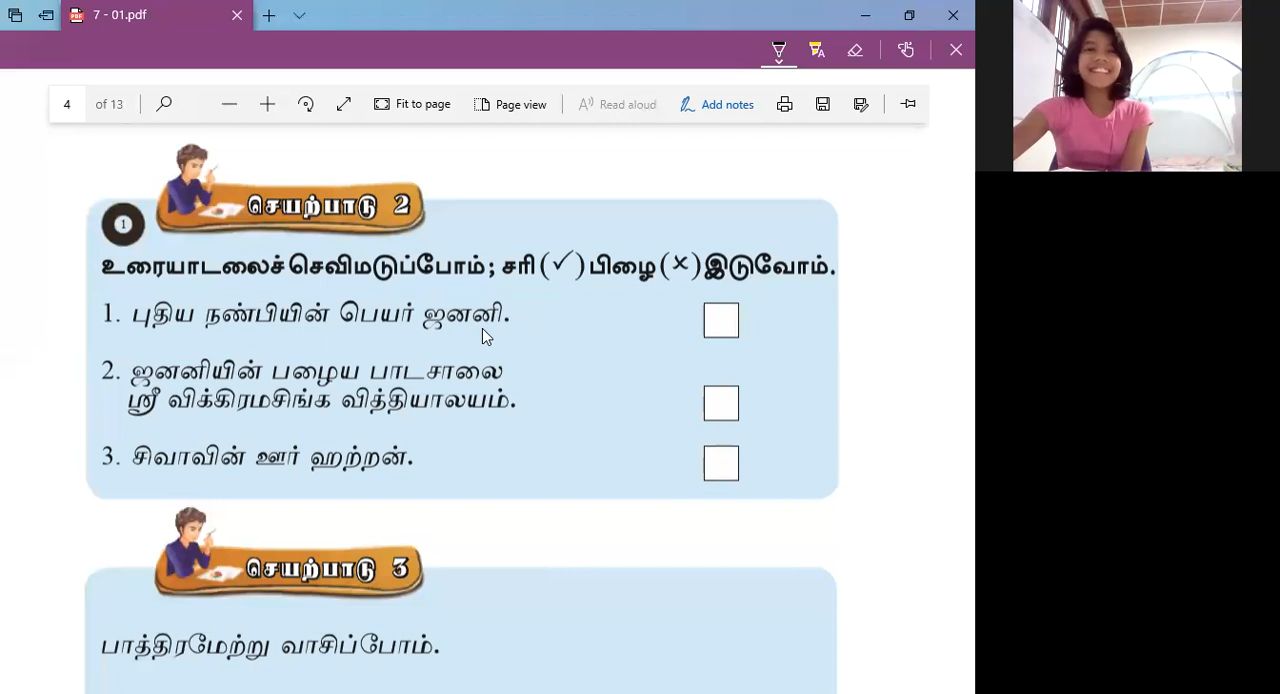 7 - 01.pdf
4 of 13 Fit to page Page view Read aloud Add notes
செயற்பாடு 2
1
உரையாடலைச் செவிமடுப்போம்; சரி (✓) பிழை (×) இடுவோம்.
1. புதிய நண்பியின் பெயர் ஜனனி.
2. ஜனனியின் பழைய பாடசாலை
ஸ்ரீ விக்கிரமசிங்க வித்தியாலயம்.
3. சிவாவின் ஊர் ஹற்றன்.
செயற்பாடு 3
பாத்திரமேற்று வாசிப்போம்.